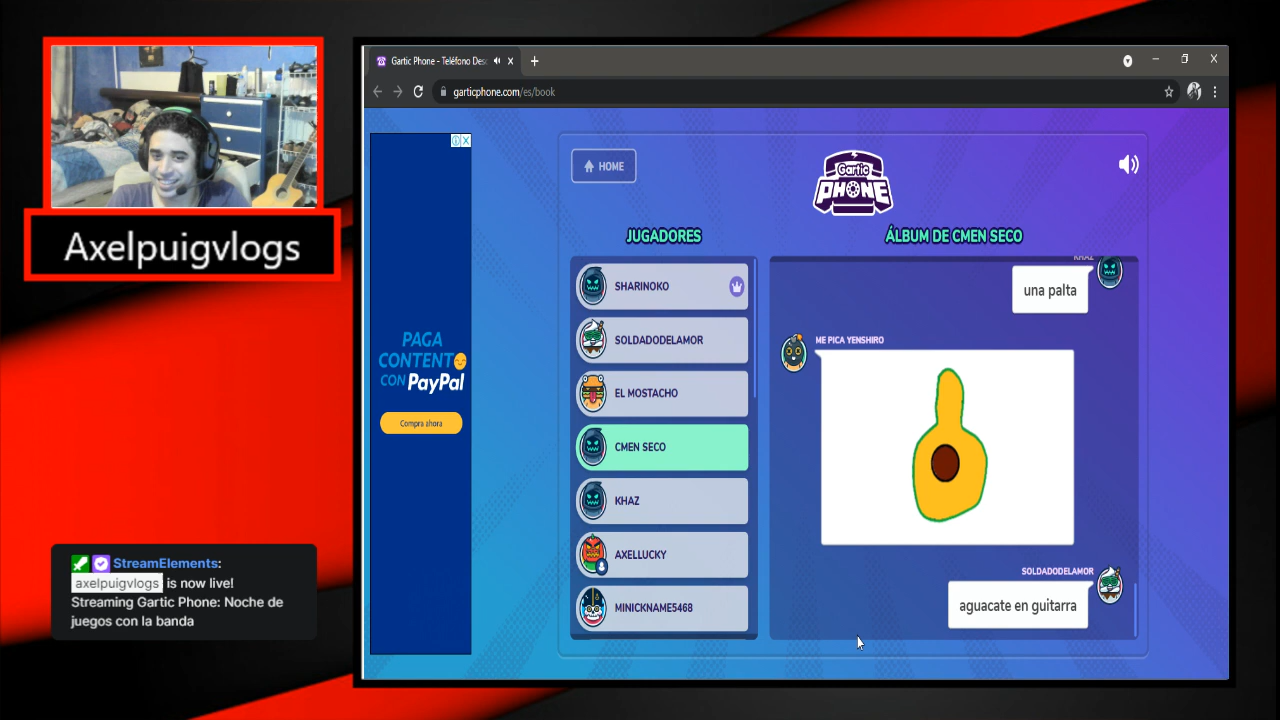 Gartic Phone - Teléfono Des
garticphone.com/es/book
HOME
Gartic
PHONE
JUGADORES
ÁLBUM DE CMEN SECO
SHARINOKO
SOLDADODELAMOR
EL MOSTACHO
CMEN SECO
KHAZ
AXELLUCKY
MINICKNAME5468
KHAZ
una palta
ME PICA YENSHIRO
SOLDADODELAMOR
aguacate en guitarra
PAGA
CONTENT
CON PayPal
Compra ahora
Axelpuigvlogs
StreamElements:
axelpuigvlogs is now live!
Streaming Gartic Phone: Noche de
juegos con la banda